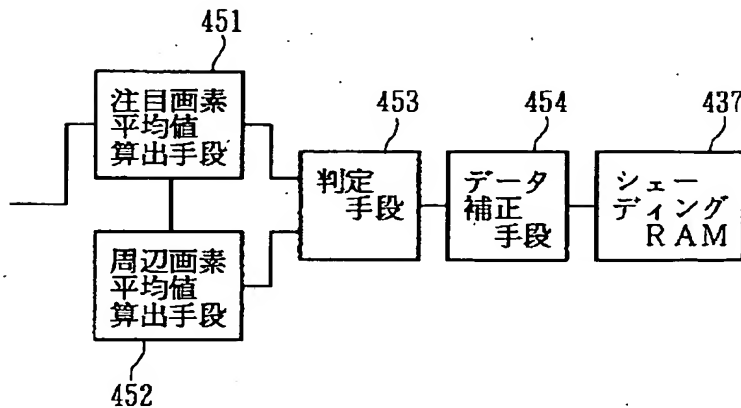 451
注目画素
平均値
算出手段
453
判定
手段
454
データ
補正
手段
437
シェー
ディング
RAM
周辺画素
平均値
算出手段
452